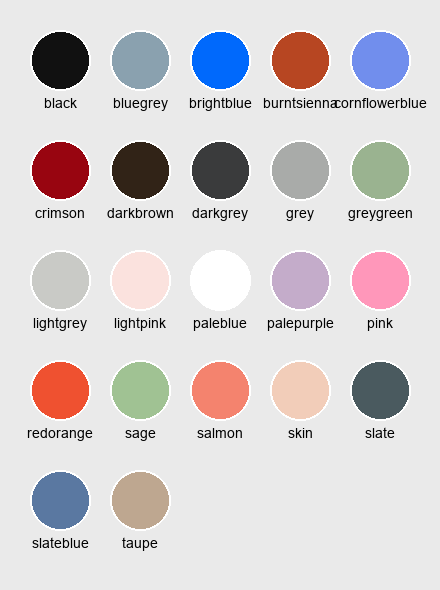 black bluegrey brightblue burntsienna cornflowerblue
crimson darkbrown darkgrey grey greygreen
lightgrey lightpink paleblue palepurple pink
redorange sage salmon skin slate
slateblue taupe